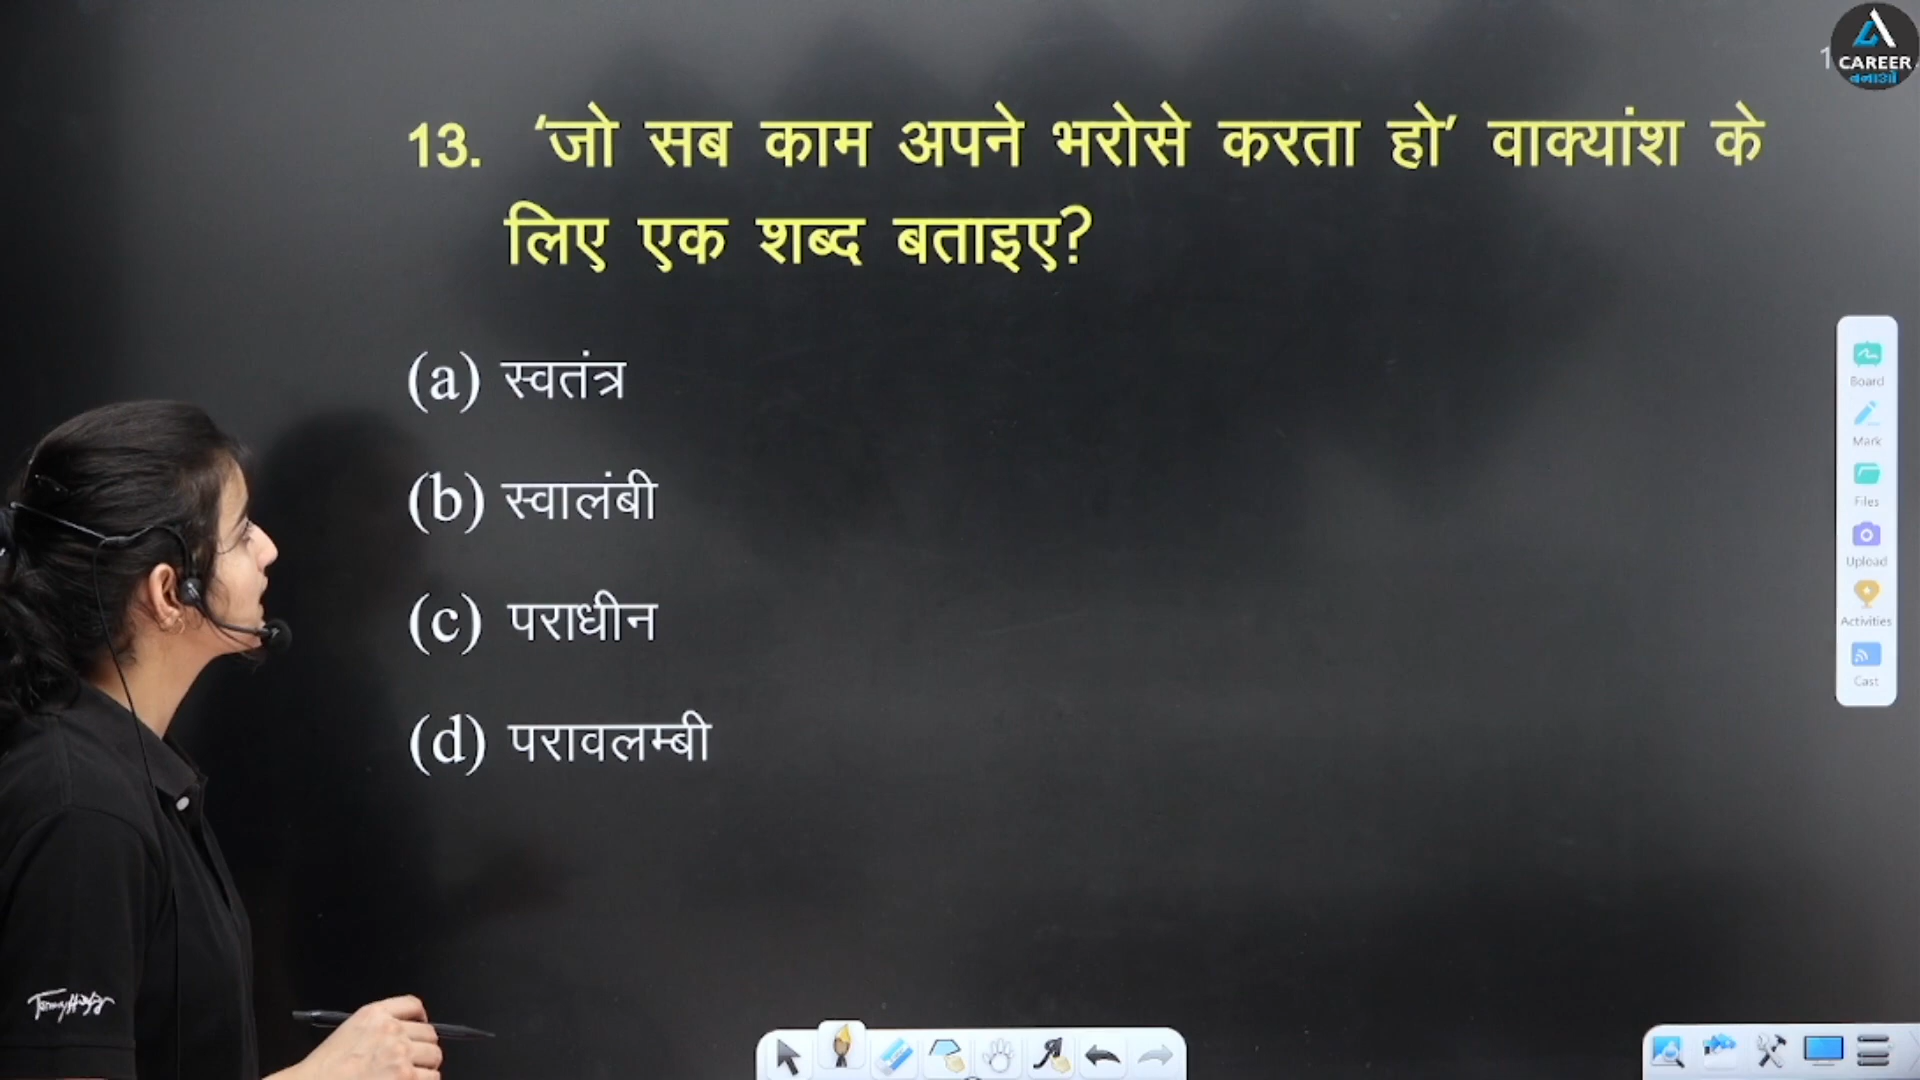 CAREER
बनाओ
13. ‘जो सब काम अपने भरोसे करता हो’ वाक्यांश के
लिए एक शब्द बताइए?
(a) स्वतंत्र
(b) स्वालंबी
(c) पराधीन
(d) परावलम्बी
Board
Mark
Files
Upload
Activities
Cast